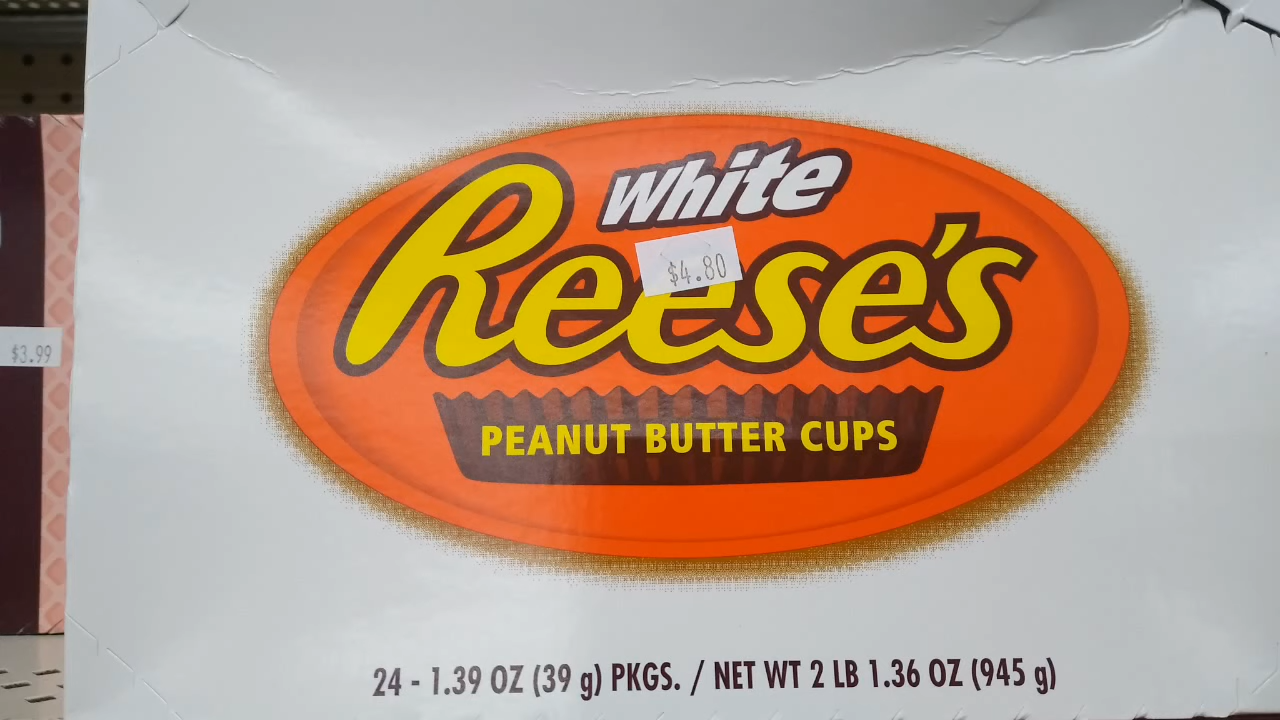 White
Reese's
$4.80
PEANUT BUTTER CUPS
$3.99
24 - 1.39 OZ (39 g) PKGS. / NET WT 2 LB 1.36 OZ (945 g)